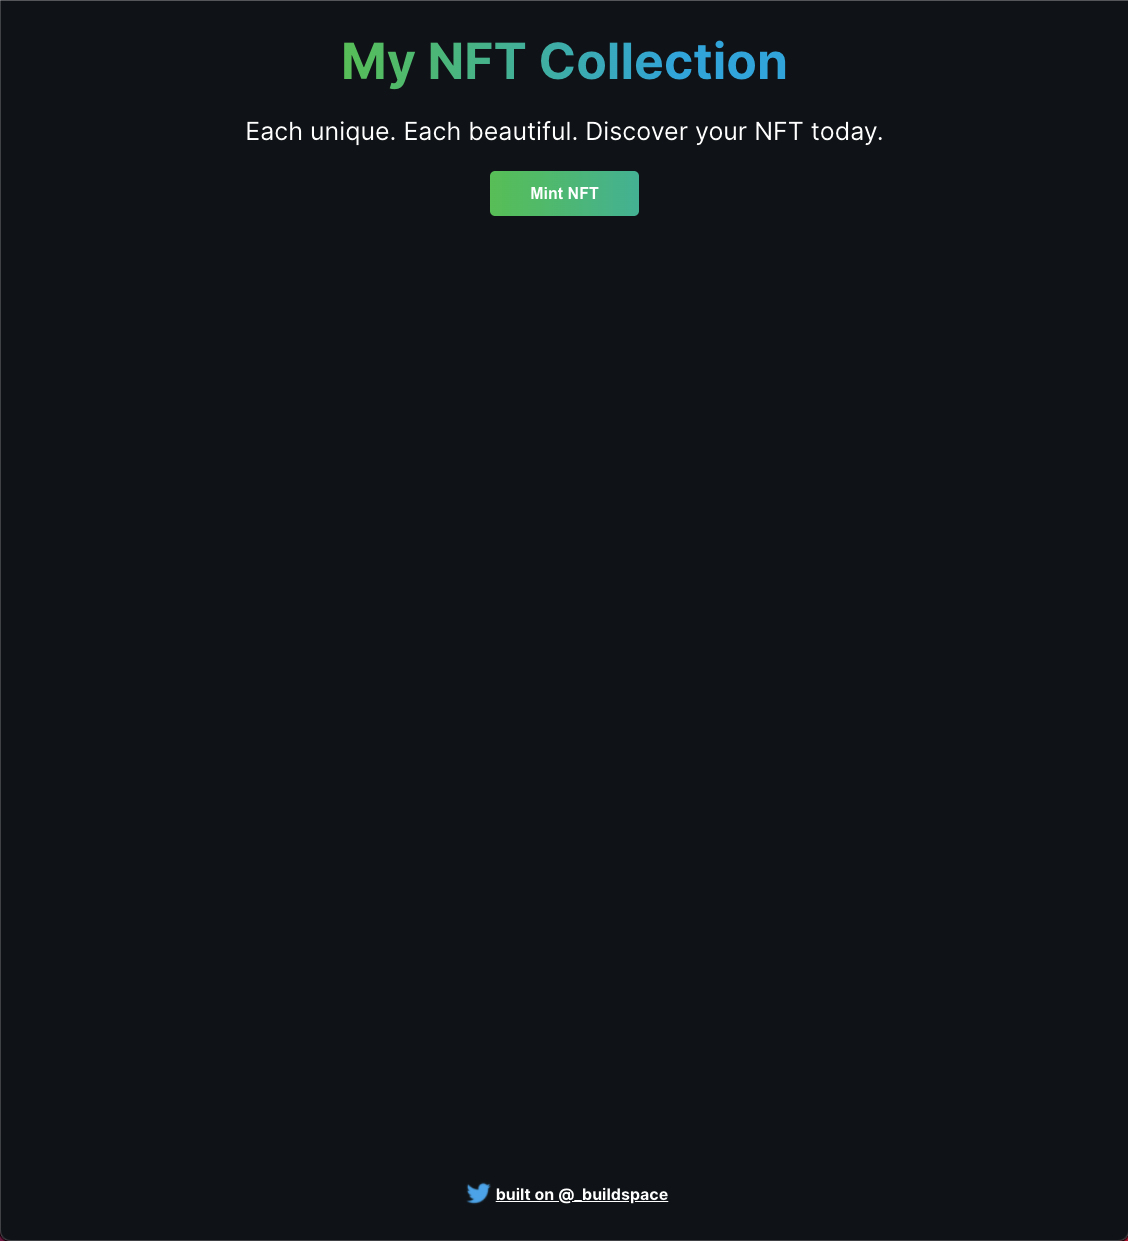 My NFT Collection
Each unique. Each beautiful. Discover your NFT today.
Mint NFT
built on @_buildspace